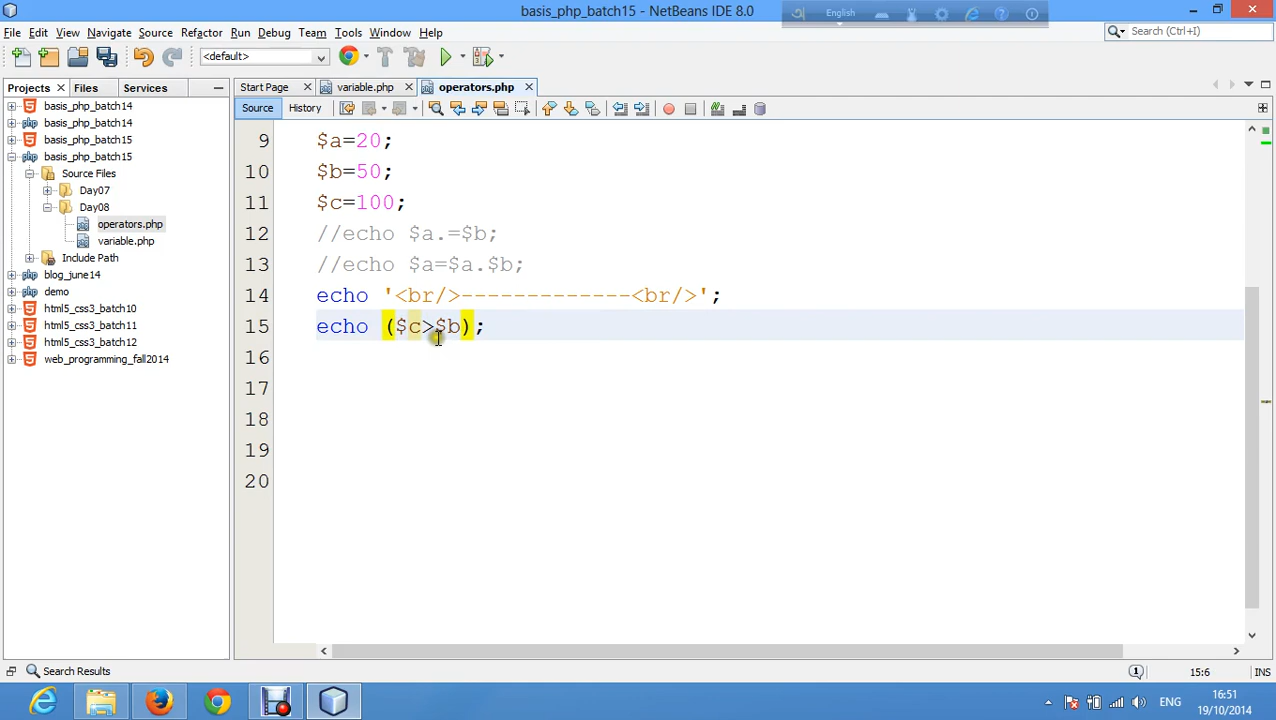 basis_php_batch15 - NetBeans IDE 8.0
English
File Edit View Navigate Source Refactor Run Debug Team Tools Window Help
Search (Ctrl+I)
<default>
Projects Files Services
Start Page variable.php operators.php
Source History
basis_php_batch14
basis_php_batch14
basis_php_batch15
basis_php_batch15
Source Files
Day07
Day08
operators.php
variable.php
Include Path
blog_june14
demo
html5_css3_batch10
html5_css3_batch11
html5_css3_batch12
web_programming_fall2014
9 $a=20;
10 $b=50;
11 $c=100;
12 //echo $a.=$b;
13 //echo $a=$a.$b;
14 echo '<br/>-------------<br/>';
15 echo ($c>$b);
16
17
18
19
20
Search Results
1
15:6 INS
ENG
16:51
19/10/2014